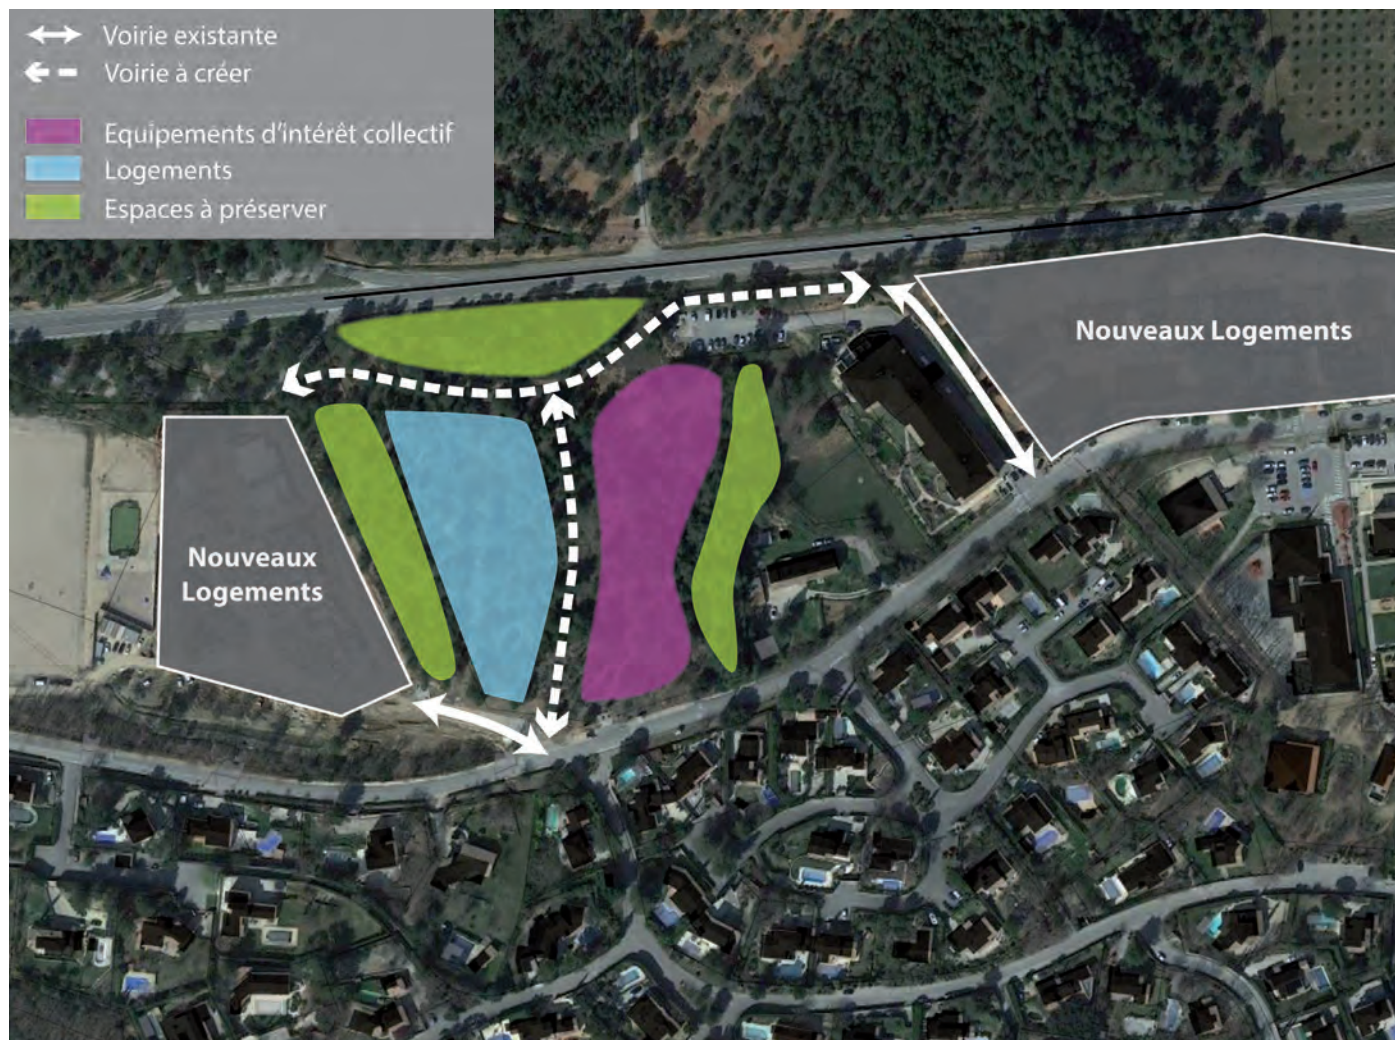 Voirie existante
Voirie à créer
Equipements d'intérêt collectif
Logements
Espaces à préserver
Nouveaux Logements
Nouveaux
Logements